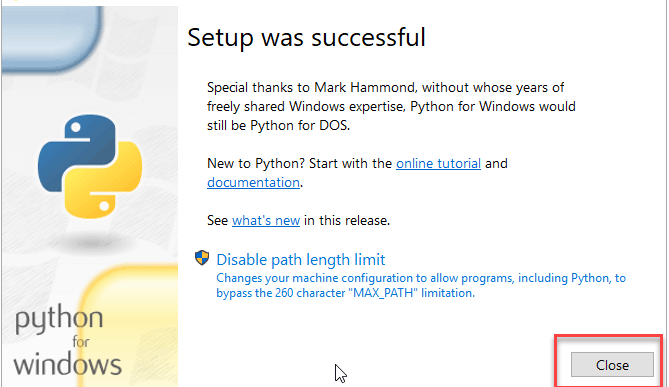 Setup was successful
Special thanks to Mark Hammond, without whose years of
freely shared Windows expertise, Python for Windows would
still be Python for DOS.
New to Python? Start with the online tutorial and
documentation.
See what's new in this release.
Disable path length limit
Changes your machine configuration to allow programs, including Python, to
bypass the 260 character "MAX_PATH" limitation.
python
for
windows
Close